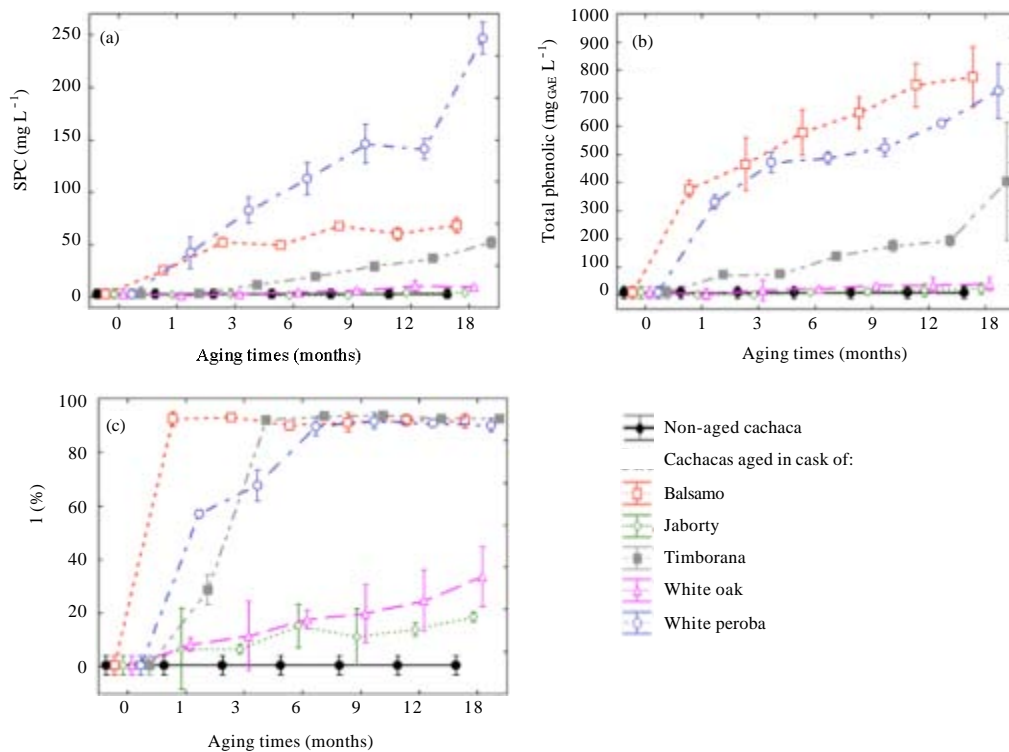 (a)
250
200
150
100
50
0
SPC (mg L⁻¹)
0 1 3 6 9 12 18
Aging times (months)
(b)
1000
900
800
700
600
500
400
300
200
100
0
Total phenolic (mg GAE L⁻¹)
0 1 3 6 9 12 18
Aging times (months)
(c)
100
80
60
40
20
0
1 (%)
0 1 3 6 9 12 18
Aging times (months)
Non-aged cachaca
Cachacas aged in cask of:
Balsamo
Jaborty
Timborana
White oak
White peroba